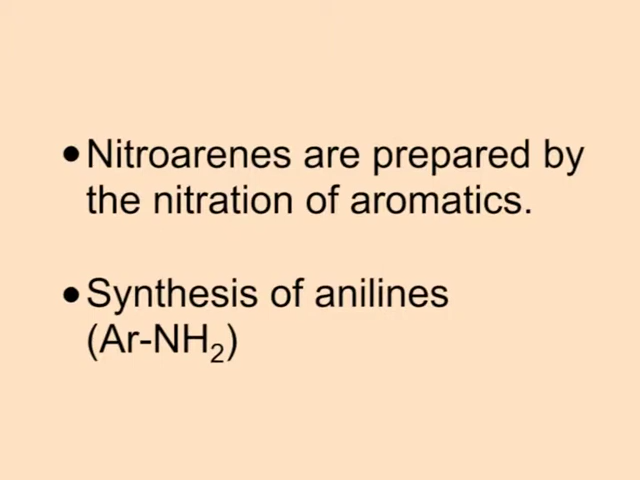 • Nitroarenes are prepared by
the nitration of aromatics.
• Synthesis of anilines
(Ar-NH₂)